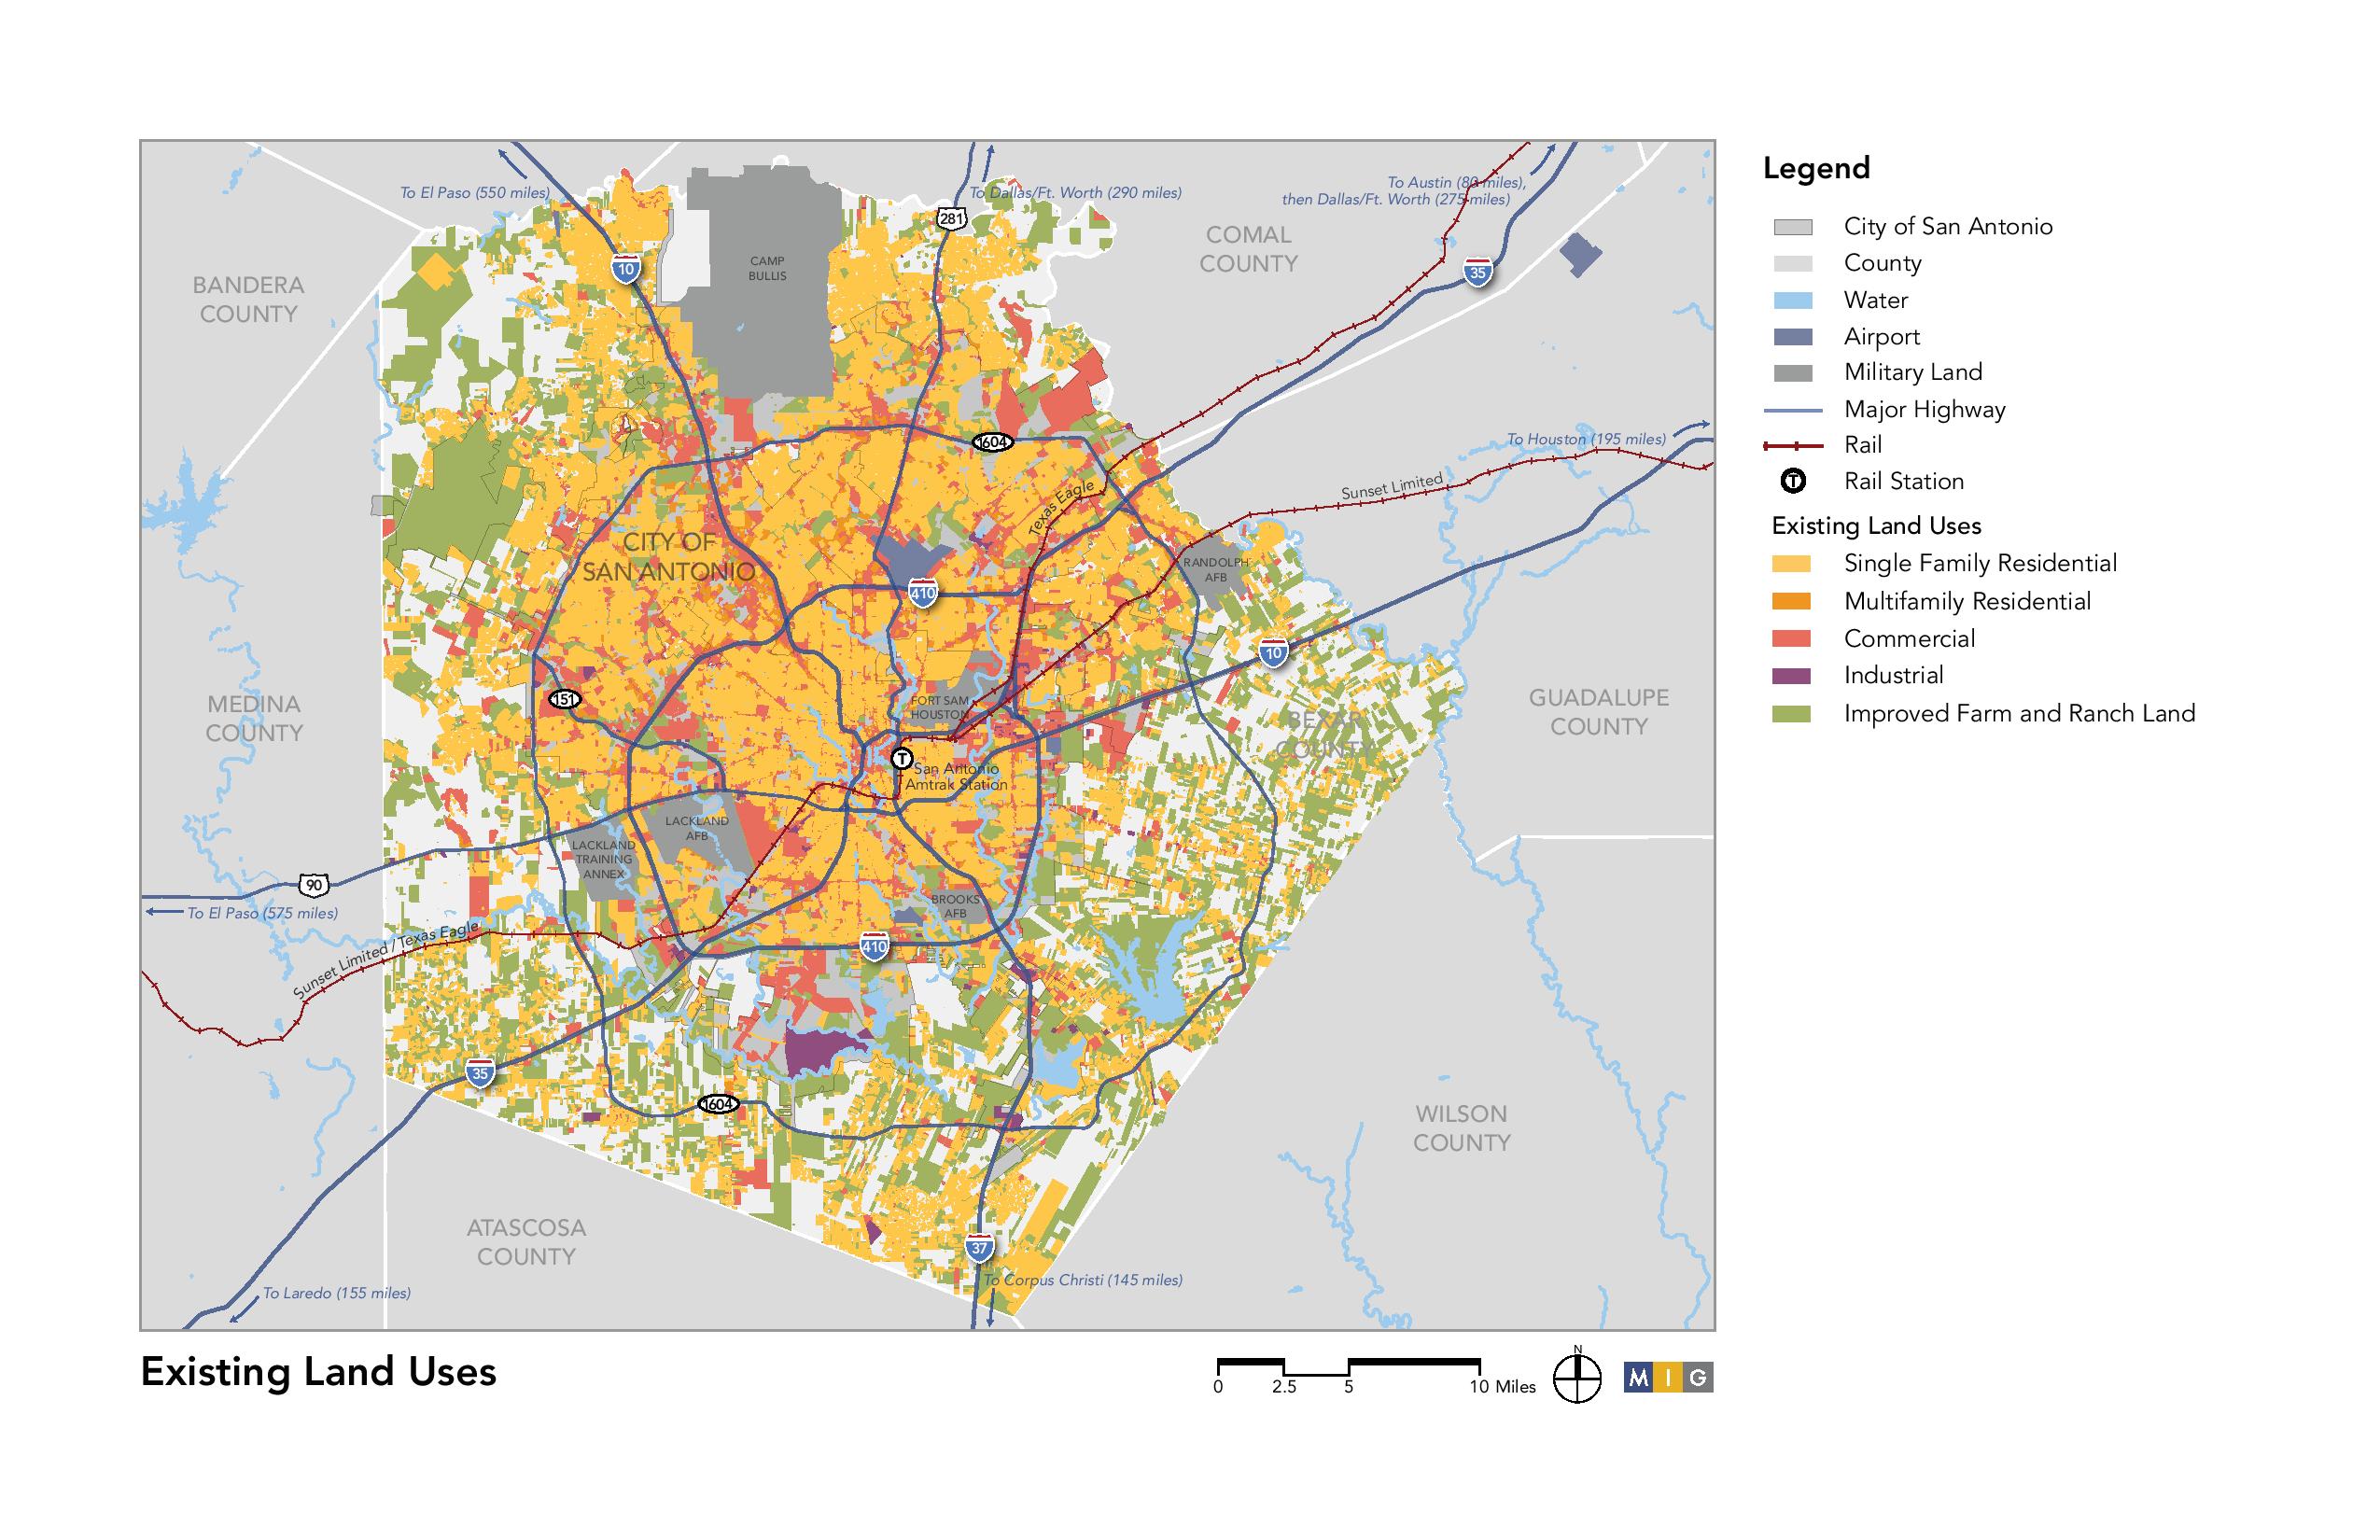 To El Paso (550 miles)
To Dallas/Ft. Worth (290 miles)
To Austin (80 miles),
then Dallas/Ft. Worth (275 miles)
281
COMAL
COUNTY
CAMP
BULLIS
10
35
BANDERA
COUNTY
1604
To Houston (195 miles)
Sunset Limited
Texas Eagle
CITY OF
SAN ANTONIO
RANDOLPH
AFB
410
10
151
MEDINA
COUNTY
FORT SAM
HOUSTON
BEXAR
COUNTY
GUADALUPE
COUNTY
T
San Antonio
Amtrak Station
LACKLAND
AFB
LACKLAND
TRAINING
ANNEX
90
To El Paso (575 miles)
BROOKS
AFB
Sunset Limited / Texas Eagle
410
35
1604
WILSON
COUNTY
ATASCOSA
COUNTY
37
To Corpus Christi (145 miles)
To Laredo (155 miles)
Legend
City of San Antonio
County
Water
Airport
Military Land
Major Highway
Rail
T Rail Station
Existing Land Uses
Single Family Residential
Multifamily Residential
Commercial
Industrial
Improved Farm and Ranch Land
Existing Land Uses
0 2.5 5 10 Miles
N
M I G